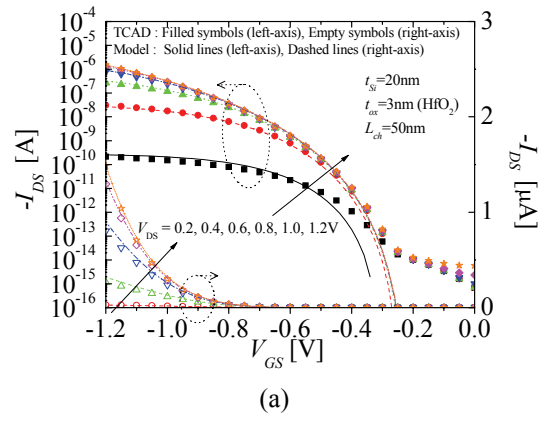 TCAD : Filled symbols (left-axis), Empty symbols (right-axis)
Model : Solid lines (left-axis), Dashed lines (right-axis)
t_Si=20nm
t_ox=3nm (HfO₂)
L_ch=50nm
V_DS = 0.2, 0.4, 0.6, 0.8, 1.0, 1.2V
-I_DS [A]
10⁻⁴
10⁻⁵
10⁻⁶
10⁻⁷
10⁻⁸
10⁻⁹
10⁻¹⁰
10⁻¹¹
10⁻¹²
10⁻¹³
10⁻¹⁴
10⁻¹⁵
10⁻¹⁶
3
2
1
0
-I_DS [μA]
-1.2 -1.0 -0.8 -0.6 -0.4 -0.2 0.0
V_GS [V]
(a)